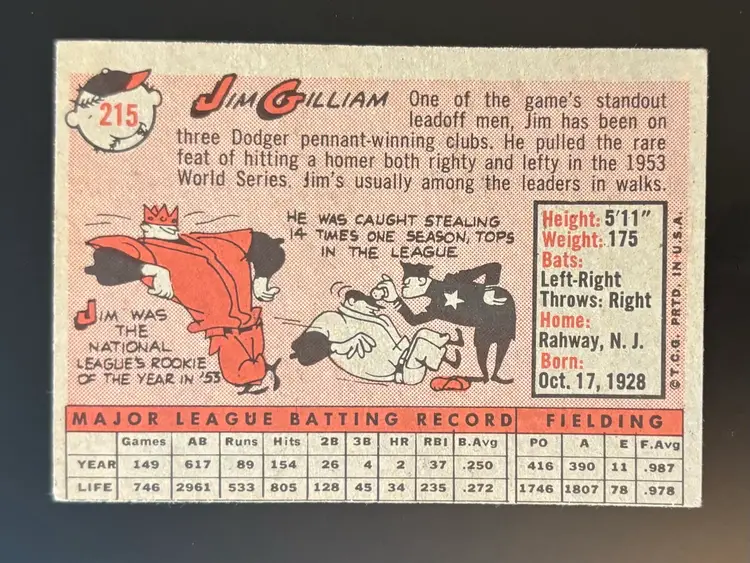 215
JIM GILLIAM
One of the game's standout
leadoff men, Jim has been on
three Dodger pennant-winning clubs. He pulled the rare
feat of hitting a homer both righty and lefty in the 1953
World Series. Jim's usually among the leaders in walks.
HE WAS CAUGHT STEALING
14 TIMES ONE SEASON, TOPS
IN THE LEAGUE
JIM WAS
THE
NATIONAL
LEAGUE'S ROOKIE
OF THE YEAR IN '53
Height: 5'11"
Weight: 175
Bats:
Left-Right
Throws: Right
Home:
Rahway, N. J.
Born:
Oct. 17, 1928
© T.C.G. PRTD. IN U.S.A.
MAJOR LEAGUE BATTING RECORD FIELDING
Games AB Runs Hits 2B 3B HR RBI B.Avg PO A E F.Avg
YEAR 149 617 89 154 26 4 2 37 .250 416 390 11 .987
LIFE 746 2961 533 805 128 45 34 235 .272 1746 1807 78 .978